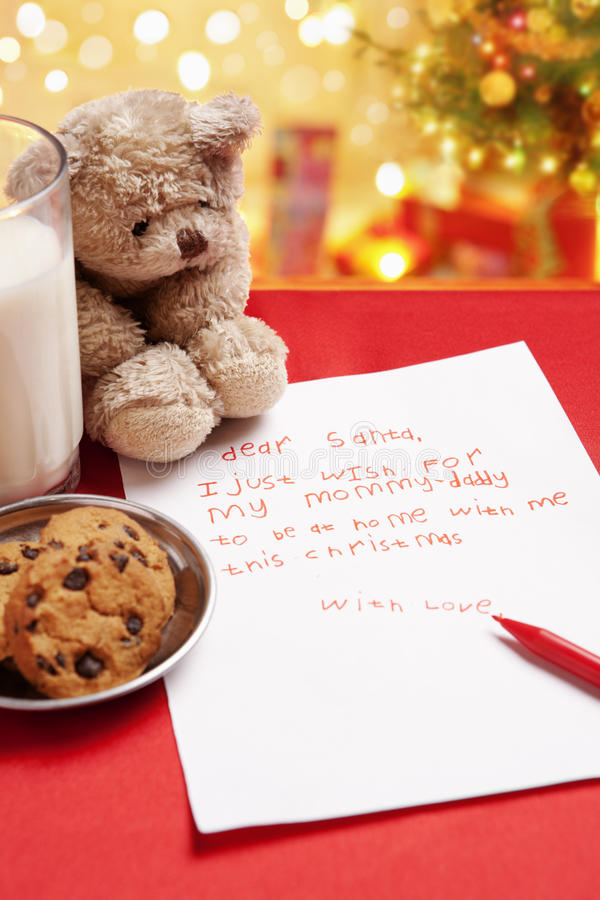 dear Santa,
I just wish for
my mommy-daddy
to be at home with me
this christmas
with love,